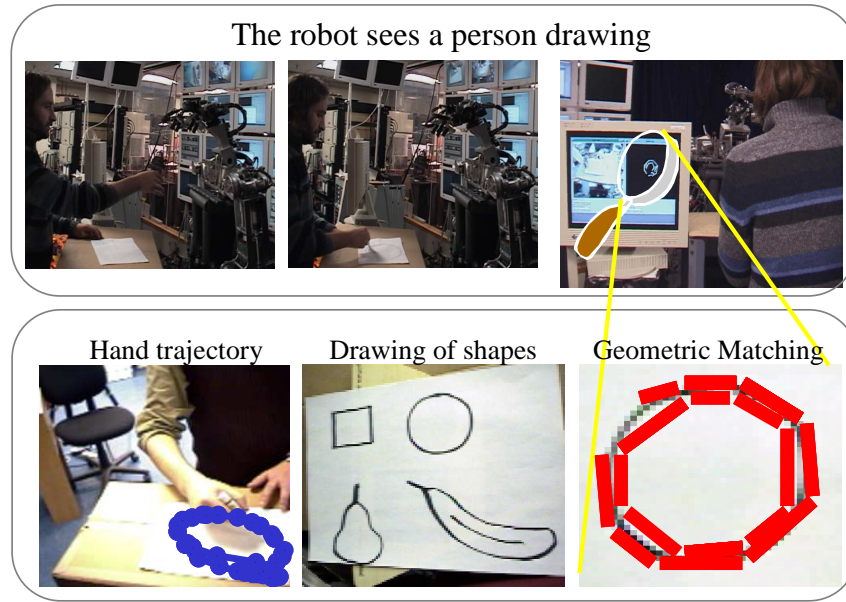 The robot sees a person drawing
Hand trajectory
Drawing of shapes
Geometric Matching